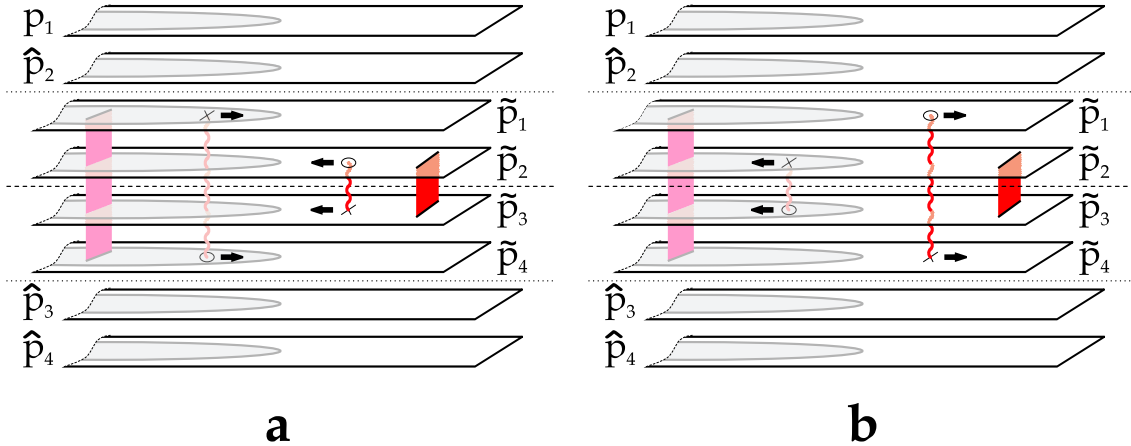 p₁ p₁
p̂₂ p̂₂
p̃₁ p̃₁
p̃₂ p̃₂
p̃₃ p̃₃
p̃₄ p̃₄
p̂₃ p̂₃
p̂₄ p̂₄
a b